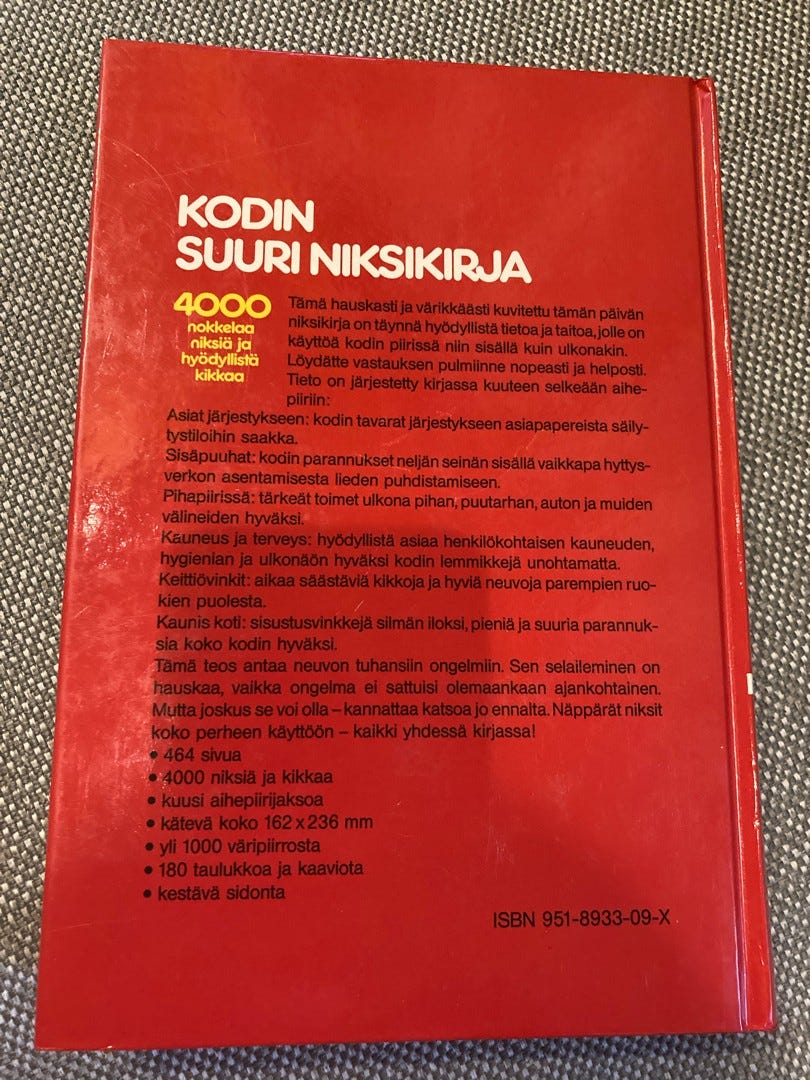 KODIN
SUURI NIKSIKIRJA
4000
nokkelaa
niksiä ja
hyödyllistä
kikkaa
Tämä hauskasti ja värikkäästi kuvitettu tämän päivän
niksikirja on täynnä hyödyllistä tietoa ja taitoa, jolle on
käyttöä kodin piirissä niin sisällä kuin ulkonakin.
Löydätte vastauksen pulmiinne nopeasti ja helposti.
Tieto on järjestetty kirjassa kuuteen selkeään aihe-
piiriin:
Asiat järjestykseen: kodin tavarat järjestykseen asiapapereista säily-
tystiloihin saakka.
Sisäpuuhat: kodin parannukset neljän seinän sisällä vaikkapa hyttys-
verkon asentamisesta lieden puhdistamiseen.
Pihapiirissä: tärkeät toimet ulkona pihan, puutarhan, auton ja muiden
välineiden hyväksi.
Kauneus ja terveys: hyödyllistä asiaa henkilökohtaisen kauneuden,
hygienian ja ulkonäön hyväksi kodin lemmikkejä unohtamatta.
Keittiövinkit: aikaa säästäviä kikkoja ja hyviä neuvoja parempien ruo-
kien puolesta.
Kaunis koti: sisustusvinkkejä silmän iloksi, pieniä ja suuria parannuk-
sia koko kodin hyväksi.
Tämä teos antaa neuvon tuhansiin ongelmiin. Sen selaileminen on
hauskaa, vaikka ongelma ei sattuisi olemaankaan ajankohtainen.
Mutta joskus se voi olla – kannattaa katsoa jo ennalta. Näppärät niksit
koko perheen käyttöön – kaikki yhdessä kirjassa!
• 464 sivua
• 4000 niksiä ja kikkaa
• kuusi aihepiirijaksoa
• kätevä koko 162 x 236 mm
• yli 1000 väripiirrosta
• 180 taulukkoa ja kaaviota
• kestävä sidonta
ISBN 951-8933-09-X